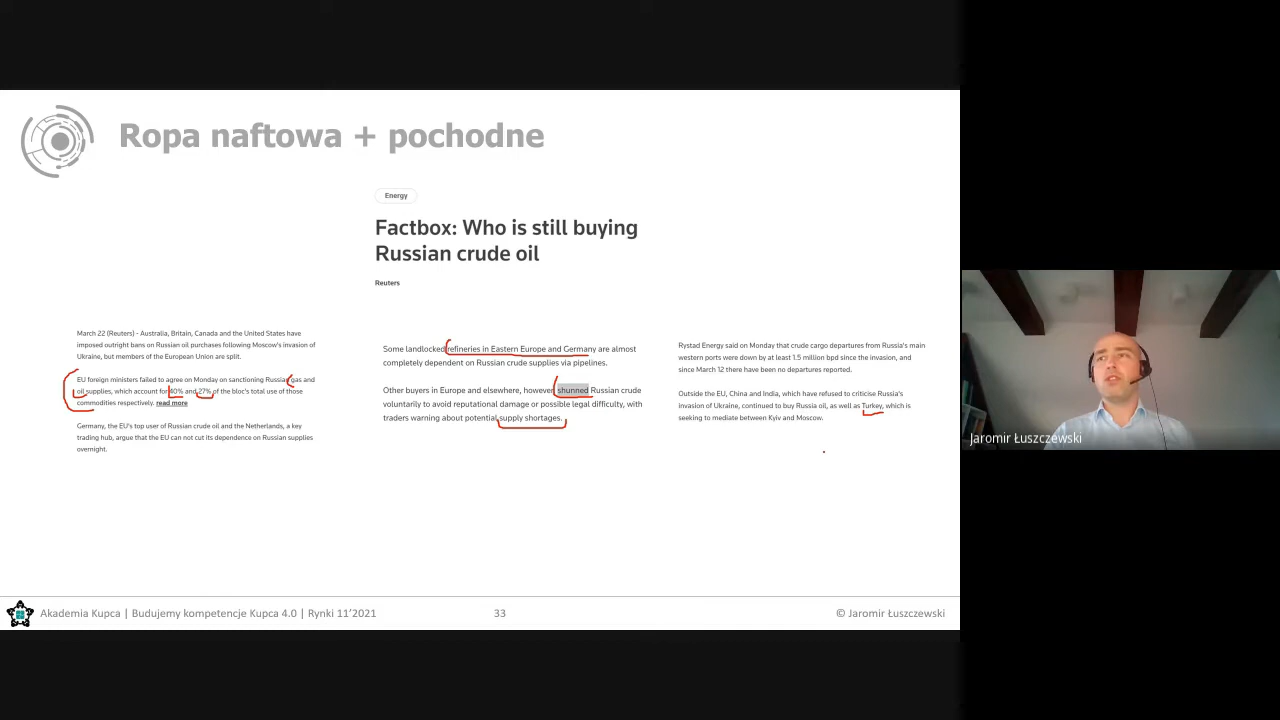 Ropa naftowa + pochodne
Energy
Factbox: Who is still buying
Russian crude oil
Reuters
March 22 (Reuters) - Australia, Britain, Canada and the United States have
imposed outright bans on Russian oil purchases following Moscow's invasion of
Ukraine, but members of the European Union are split.
EU foreign ministers failed to agree on Monday on sanctioning Russian gas and
oil supplies, which account for 40% and 27% of the bloc's total use of those
commodities respectively. read more
Germany, the EU's top user of Russian crude oil and the Netherlands, a key
trading hub, argue that the EU can not cut its dependence on Russian supplies
overnight.
Some landlocked refineries in Eastern Europe and Germany are almost
completely dependent on Russian crude supplies via pipelines.
Other buyers in Europe and elsewhere, however shunned Russian crude
voluntarily to avoid reputational damage or possible legal difficulty, with
traders warning about potential supply shortages.
Rystad Energy said on Monday that crude cargo departures from Russia's main
western ports were down by at least 1.5 million bpd since the invasion, and
since March 12 there have been no departures reported.
Outside the EU, China and India, which have refused to criticise Russia's
invasion of Ukraine, continued to buy Russia oil, as well as Turkey, which is
seeking to mediate between Kyiv and Moscow.
Jaromir Łuszczewski
Akademia Kupca | Budujemy kompetencje Kupca 4.0 | Rynki 11'2021
33
© Jaromir Łuszczewski